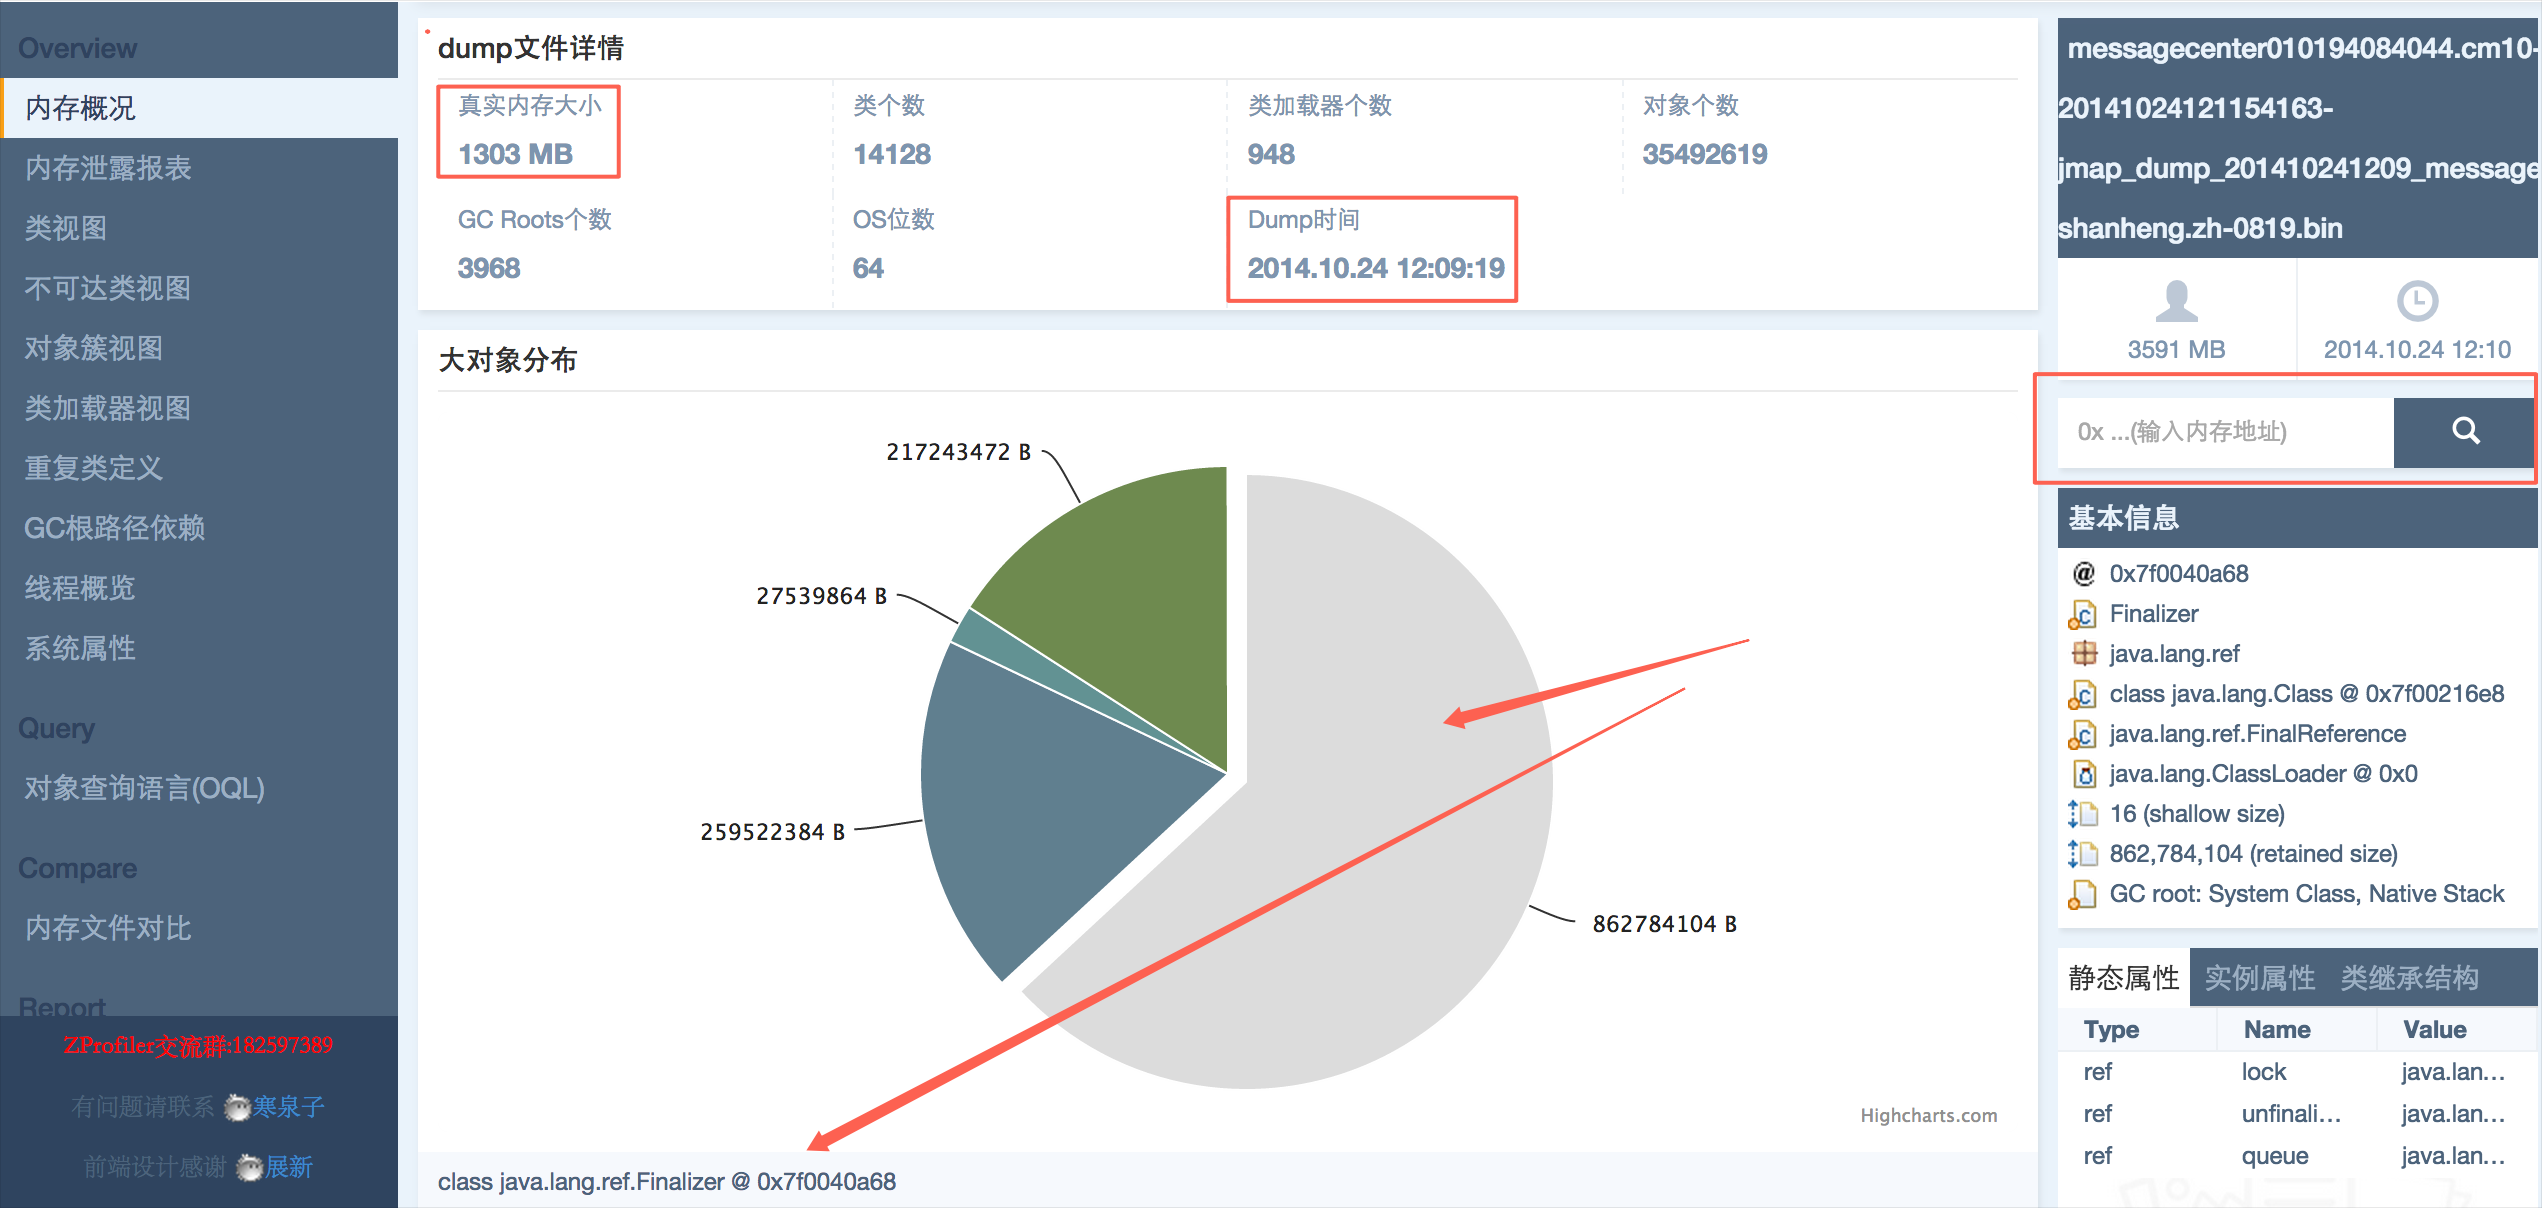 Overview
内存概况
内存泄露报表
类视图
不可达类视图
对象簇视图
类加载器视图
重复类定义
GC根路径依赖
线程概览
系统属性
Query
对象查询语言(OQL)
Compare
内存文件对比
Report
ZProfiler交流群:182597389
有问题请联系 寒泉子
前端设计感谢 展新
dump文件详情
真实内存大小 类个数 类加载器个数 对象个数
1303 MB 14128 948 35492619
GC Roots个数 OS位数 Dump时间
3968 64 2014.10.24 12:09:19
大对象分布
217243472 B
27539864 B
259522384 B
862784104 B
Highcharts.com
class java.lang.ref.Finalizer @ 0x7f0040a68
messagecenter010194084044.cm10-
20141024121154163-
jmap_dump_201410241209_message
shanheng.zh-0819.bin
3591 MB 2014.10.24 12:10
0x ...(输入内存地址)
基本信息
@ 0x7f0040a68
Finalizer
java.lang.ref
class java.lang.Class @ 0x7f00216e8
java.lang.ref.FinalReference
java.lang.ClassLoader @ 0x0
16 (shallow size)
862,784,104 (retained size)
GC root: System Class, Native Stack
静态属性 实例属性 类继承结构
Type Name Value
ref lock java.lan...
ref unfinali... java.lan...
ref queue java.lan...